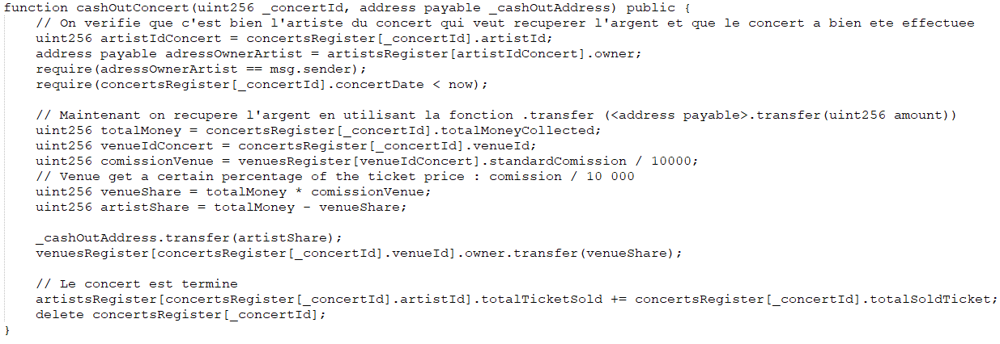 function cashOutConcert(uint256 _concertId, address payable _cashOutAddress) public {
    // On verifie que c'est bien l'artiste du concert qui veut recuperer l'argent et que le concert a bien ete effectuee
    uint256 artistIdConcert = concertsRegister[_concertId].artistId;
    address payable adressOwnerArtist = artistsRegister[artistIdConcert].owner;
    require(adressOwnerArtist == msg.sender);
    require(concertsRegister[_concertId].concertDate < now);

    // Maintenant on recupere l'argent en utilisant la fonction .transfer (<address payable>.transfer(uint256 amount))
    uint256 totalMoney = concertsRegister[_concertId].totalMoneyCollected;
    uint256 venueIdConcert = concertsRegister[_concertId].venueId;
    uint256 comissionVenue = venuesRegister[venueIdConcert].standardComission / 10000;
    // Venue get a certain percentage of the ticket price : comission / 10 000
    uint256 venueShare = totalMoney * comissionVenue;
    uint256 artistShare = totalMoney - venueShare;

    _cashOutAddress.transfer(artistShare);
    venuesRegister[concertsRegister[_concertId].venueId].owner.transfer(venueShare);

    // Le concert est termine
    artistsRegister[concertsRegister[_concertId].artistId].totalTicketSold += concertsRegister[_concertId].totalSoldTicket;
    delete concertsRegister[_concertId];
}